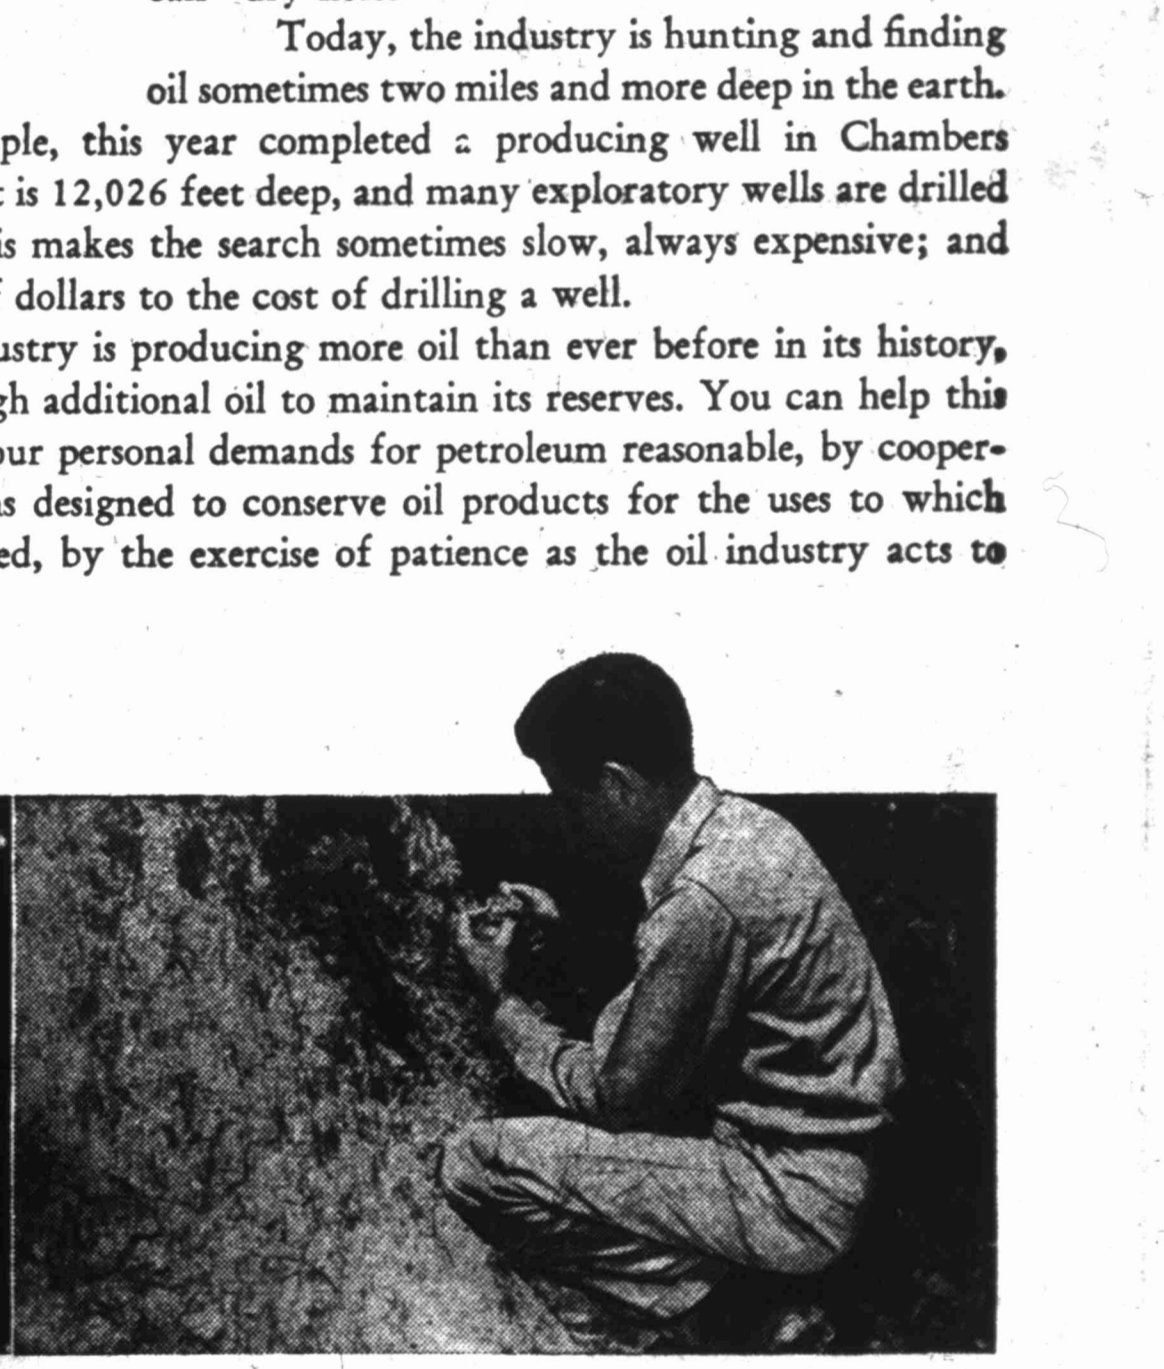 Today, the industry is hunting and finding
oil sometimes two miles and more deep in the earth.
ple, this year completed a producing well in Chambers
is 12,026 feet deep, and many exploratory wells are drilled
is makes the search sometimes slow, always expensive; and
dollars to the cost of drilling a well.
ustry is producing more oil than ever before in its history,
gh additional oil to maintain its reserves. You can help this
our personal demands for petroleum reasonable, by cooper-
s designed to conserve oil products for the uses to which
ed, by the exercise of patience as the oil industry acts to